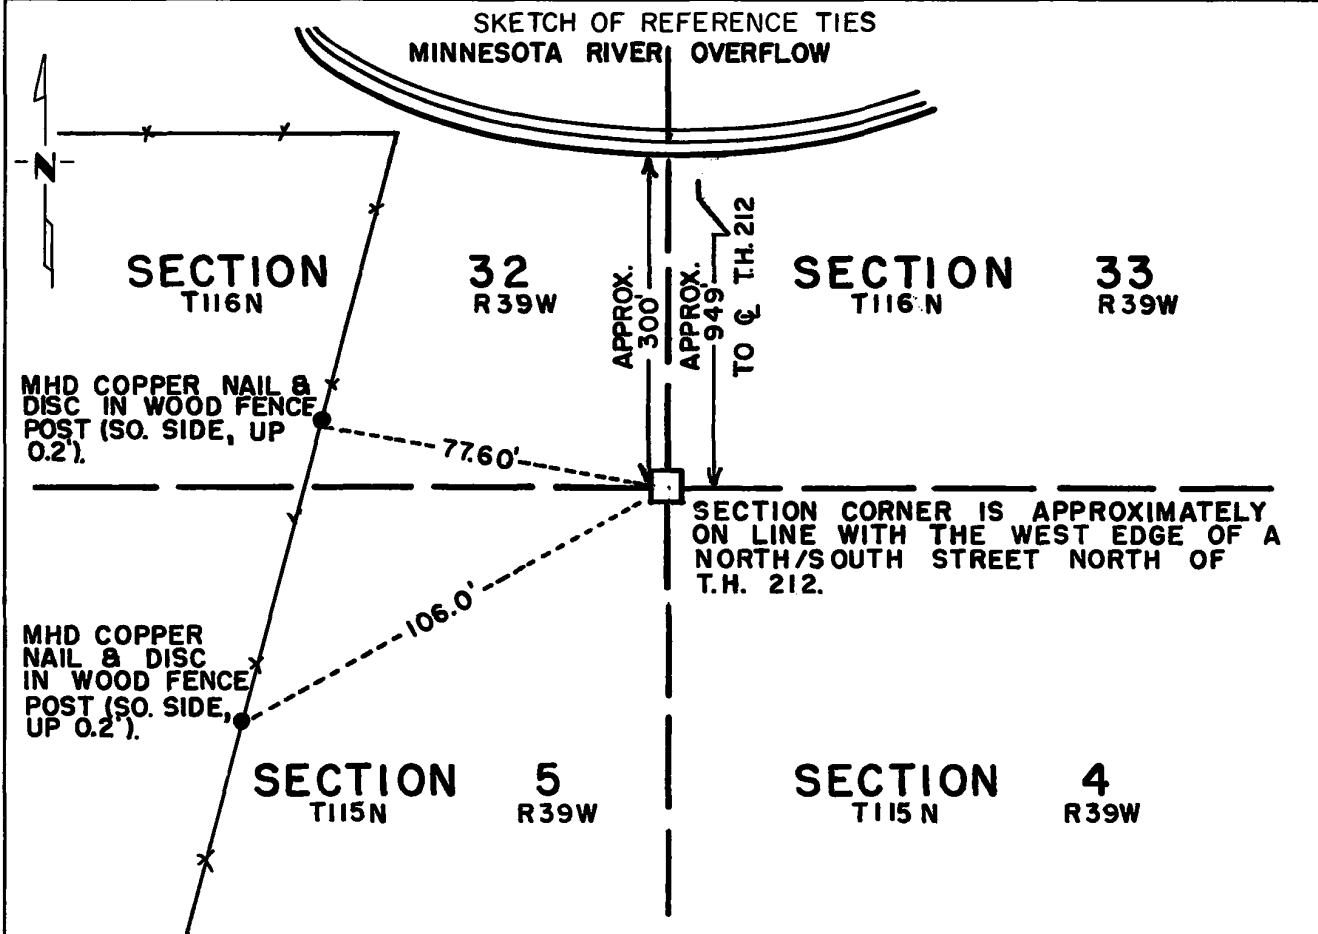 SKETCH OF REFERENCE TIES
MINNESOTA RIVER OVERFLOW
N
SECTION 32
T116N R39W
APPROX.
300'
APPROX.
949'
TO ℄ T.H. 212
SECTION 33
T116N R39W
MHD COPPER NAIL &
DISC IN WOOD FENCE
POST (SO. SIDE, UP
0.2').
77.60'
SECTION CORNER IS APPROXIMATELY
ON LINE WITH THE WEST EDGE OF A
NORTH/SOUTH STREET NORTH OF
T.H. 212.
106.0'
MHD COPPER
NAIL & DISC
IN WOOD FENCE
POST (SO. SIDE,
UP 0.2').
SECTION 5
T115N R39W
SECTION 4
T115N R39W